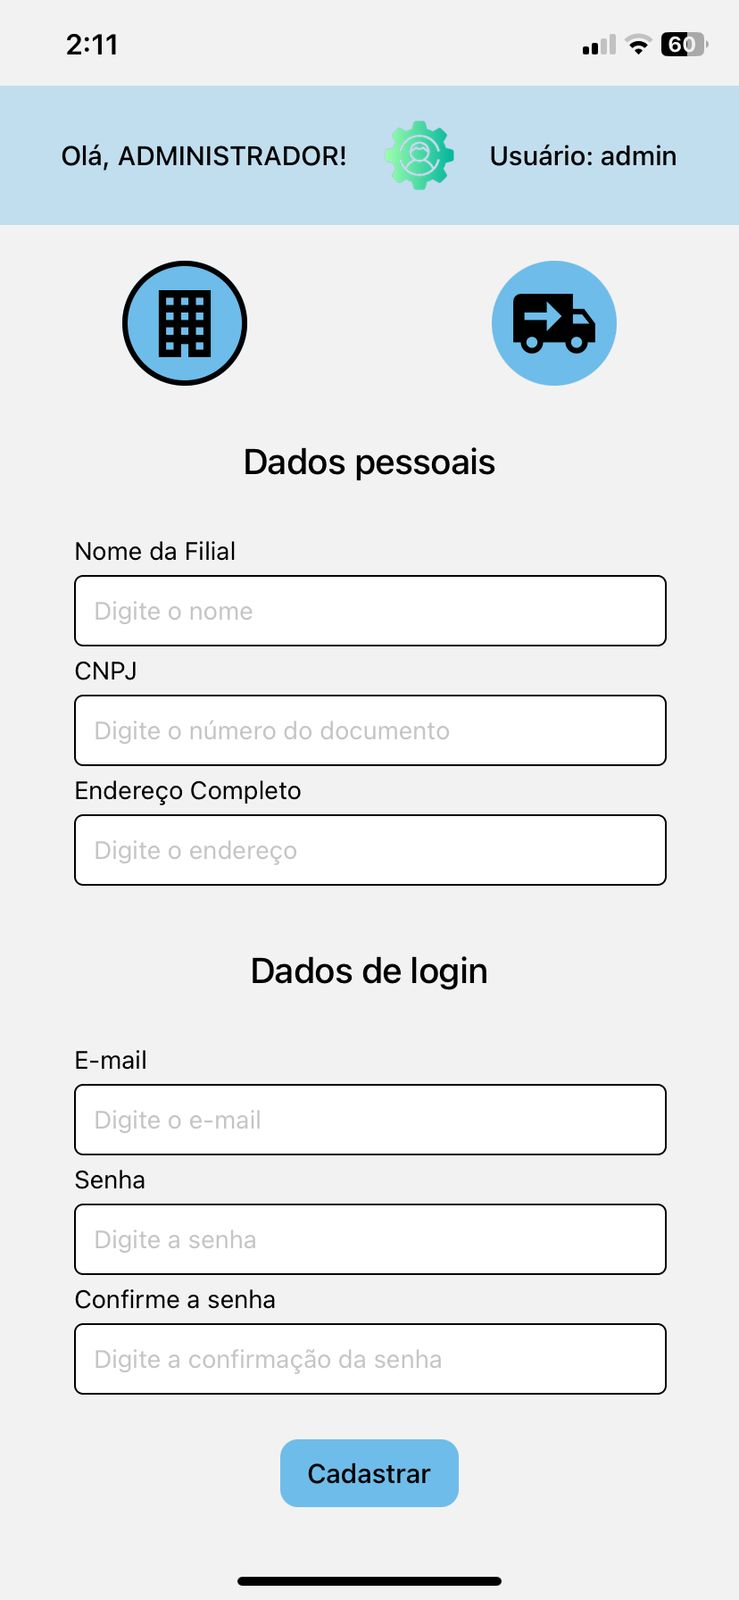 2:11
60
Olá, ADMINISTRADOR!
Usuário: admin
Dados pessoais
Nome da Filial
Digite o nome
CNPJ
Digite o número do documento
Endereço Completo
Digite o endereço
Dados de login
E-mail
Digite o e-mail
Senha
Digite a senha
Confirme a senha
Digite a confirmação da senha
Cadastrar